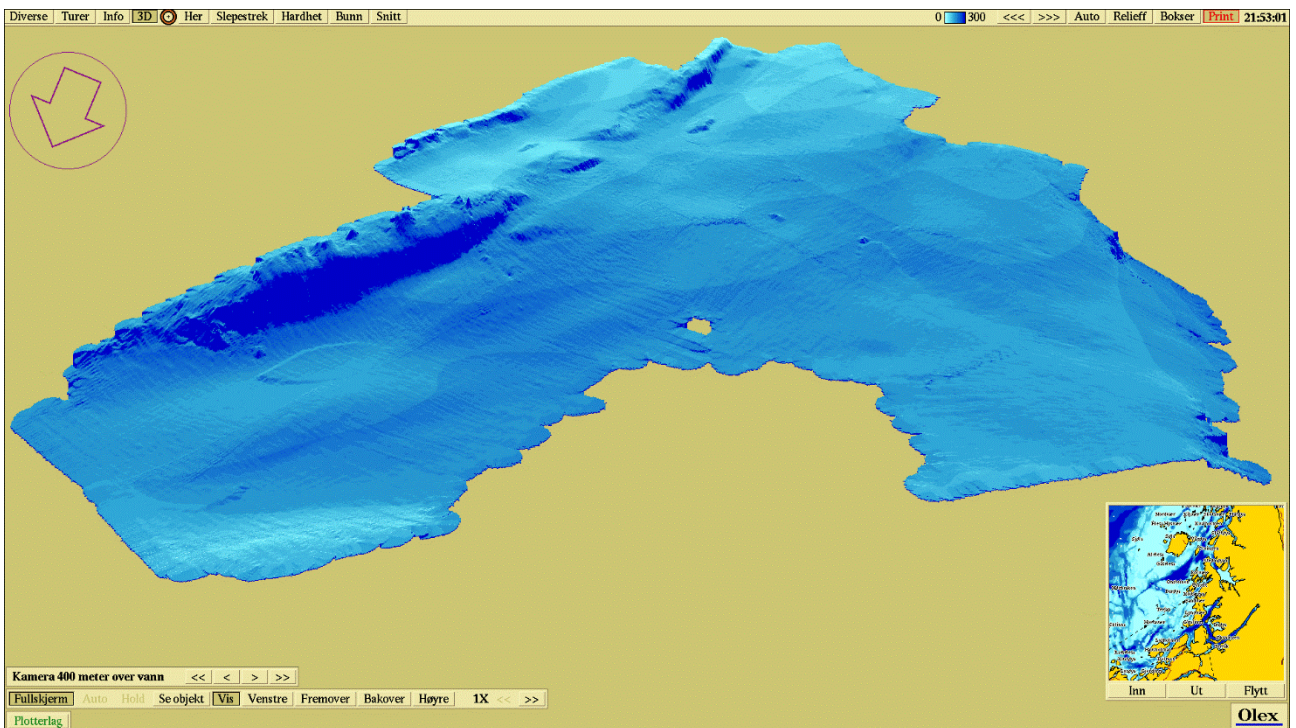 Diverse Turer Info 3D Her Slepestrek Hardhet Bunn Snitt 0 300 <<< >>> Auto Relieff Bokser Print 21:53:01
Kamera 400 meter over vann << < > >>
Fullskjerm Auto Hold Se objekt Vis Venstre Fremover Bakover Høyre 1X << >>
Inn Ut Flytt
Plotterlag
Olex